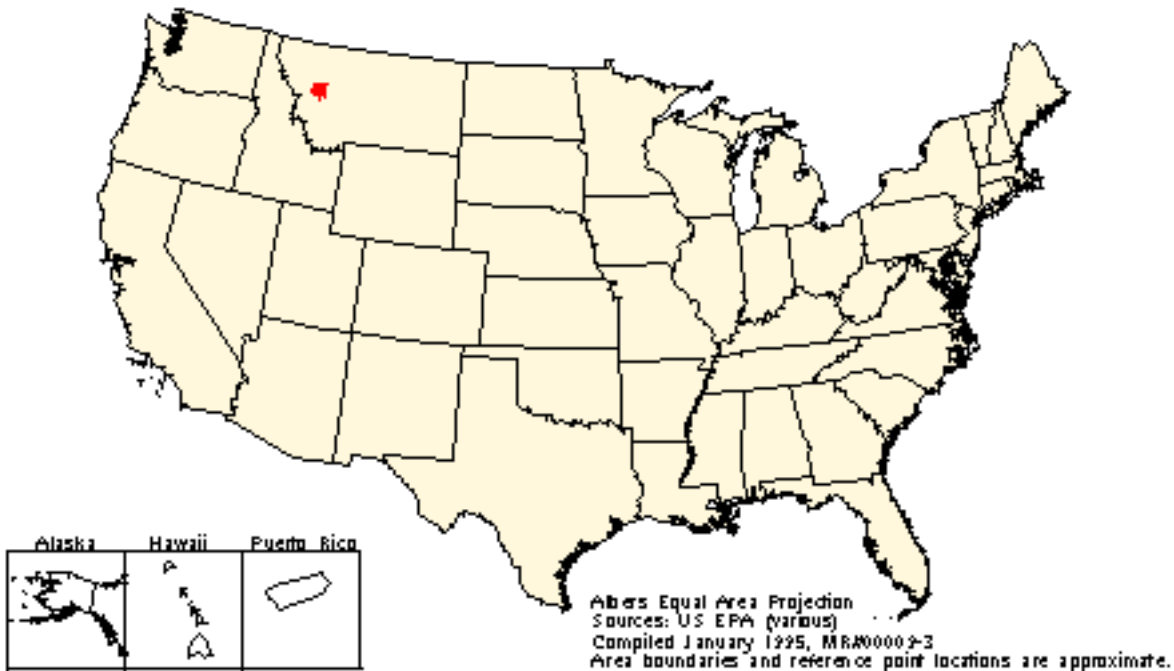 Alaska
Hawaii
Puerto Rico
Albers Equal Area Projection
Sources: US EPA (various)
Compiled January 1995, MR#00009-3
Area boundaries and reference point locations are approximate.